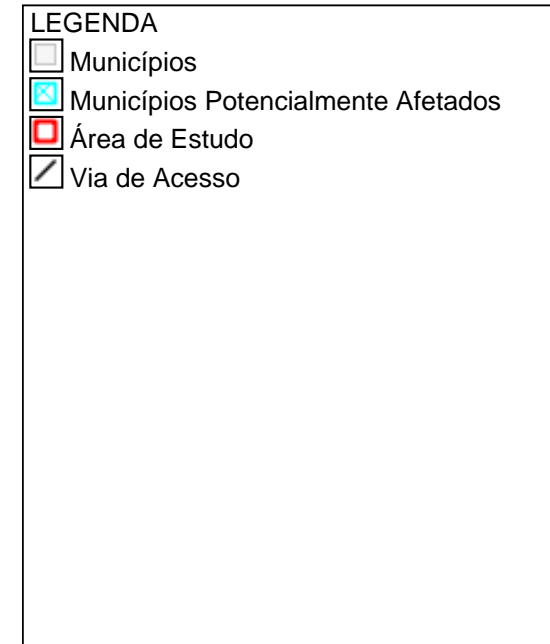 LEGENDA
Municípios
Municípios Potencialmente Afetados
Área de Estudo
Via de Acesso